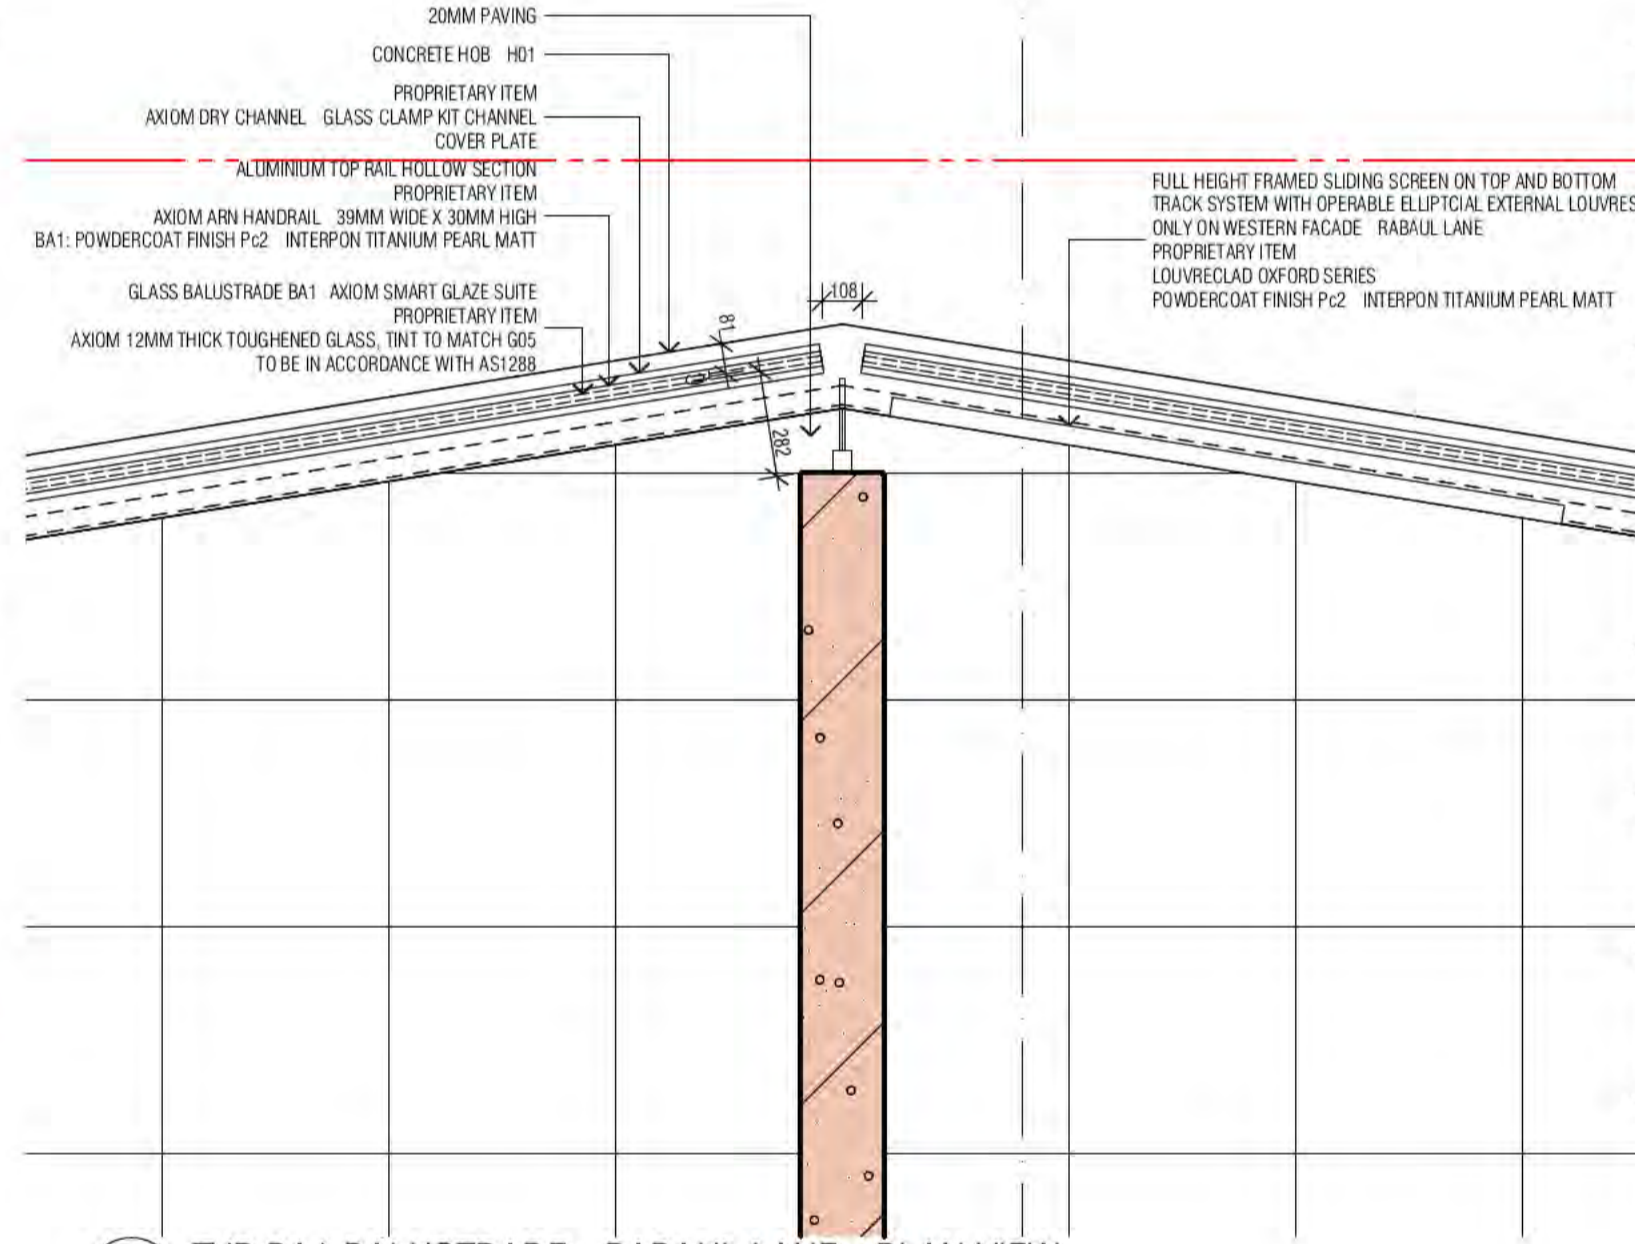 20MM PAVING
CONCRETE HOB H01
PROPRIETARY ITEM
AXIOM DRY CHANNEL GLASS CLAMP KIT CHANNEL
COVER PLATE
ALUMINIUM TOP RAIL HOLLOW SECTION
PROPRIETARY ITEM
AXIOM ARN HANDRAIL 39MM WIDE X 30MM HIGH
BA1: POWDERCOAT FINISH Pc2 INTERPON TITANIUM PEARL MATT
GLASS BALUSTRADE BA1 AXIOM SMART GLAZE SUITE
PROPRIETARY ITEM
AXIOM 12MM THICK TOUGHENED GLASS, TINT TO MATCH G05
TO BE IN ACCORDANCE WITH AS1288
FULL HEIGHT FRAMED SLIDING SCREEN ON TOP AND BOTTOM
TRACK SYSTEM WITH OPERABLE ELLIPTCIAL EXTERNAL LOUVRES
ONLY ON WESTERN FACADE RABAUL LANE
PROPRIETARY ITEM
LOUVRECLAD OXFORD SERIES
POWDERCOAT FINISH Pc2 INTERPON TITANIUM PEARL MATT
108
81
282